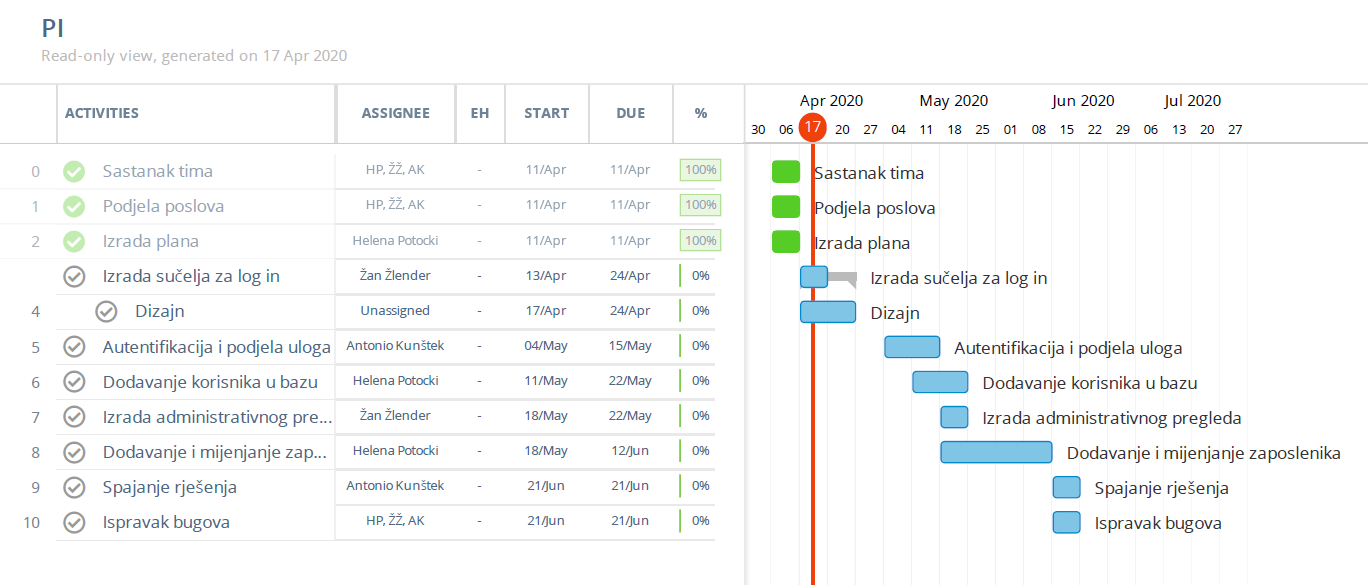 PI
Read-only view, generated on 17 Apr 2020
ACTIVITIES ASSIGNEE EH START DUE %
Apr 2020 May 2020 Jun 2020 Jul 2020
30 06 17 20 27 04 11 18 25 01 08 15 22 29 06 13 20 27
0 Sastanak tima HP, ŽŽ, AK - 11/Apr 11/Apr 100% Sastanak tima
1 Podjela poslova HP, ŽŽ, AK - 11/Apr 11/Apr 100% Podjela poslova
2 Izrada plana Helena Potocki - 11/Apr 11/Apr 100% Izrada plana
Izrada sučelja za log in Žan Žlender - 13/Apr 24/Apr 0% Izrada sučelja za log in
4 Dizajn Unassigned - 17/Apr 24/Apr 0% Dizajn
5 Autentifikacija i podjela uloga Antonio Kunštek - 04/May 15/May 0% Autentifikacija i podjela uloga
6 Dodavanje korisnika u bazu Helena Potocki - 11/May 22/May 0% Dodavanje korisnika u bazu
7 Izrada administrativnog pre... Žan Žlender - 18/May 22/May 0% Izrada administrativnog pregleda
8 Dodavanje i mijenjanje zap... Helena Potocki - 18/May 12/Jun 0% Dodavanje i mijenjanje zaposlenika
9 Spajanje rješenja Antonio Kunštek - 21/Jun 21/Jun 0% Spajanje rješenja
10 Ispravak bugova HP, ŽŽ, AK - 21/Jun 21/Jun 0% Ispravak bugova